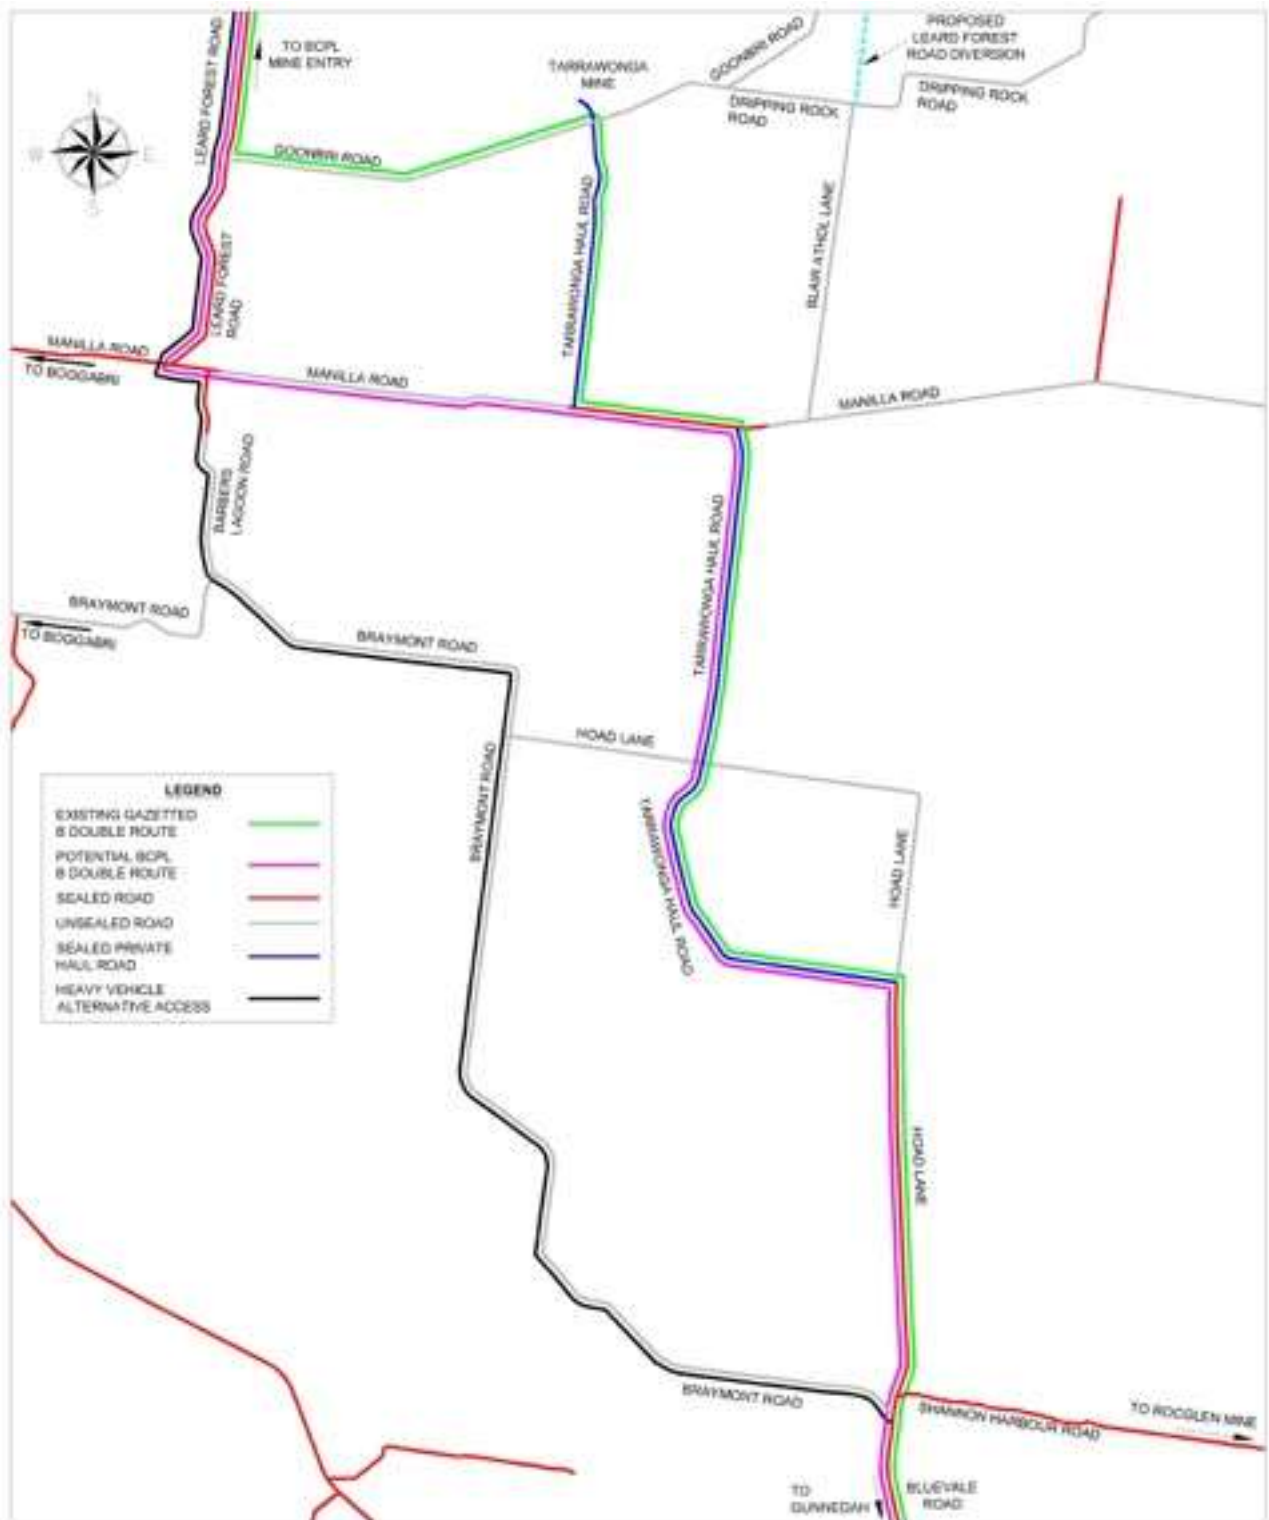 PROPOSED
LEARD FOREST
ROAD DIVERSION
TO BCPL
MINE ENTRY
GOONBRI ROAD
TARRAWONGA
MINE
LEARD FOREST ROAD
DRIPPING ROCK
ROAD
DRIPPING ROCK
ROAD
N
W
E
S
GOONBRI ROAD
TARRAWONGA HAUL ROAD
BLAIR ATHOL LANE
LEARD FOREST
ROAD
MANILLA ROAD
TO BOGGABRI
MANILLA ROAD
MANILLA ROAD
BARBERS
LAGOON ROAD
TARRAWONGA HAUL ROAD
BRAYMONT ROAD
TO BOGGABRI
BRAYMONT ROAD
HOAD LANE
BRAYMONT ROAD
TARRAWONGA HAUL ROAD
HOAD LANE
LEGEND
EXISTING GAZETTED
B DOUBLE ROUTE
POTENTIAL BCPL
B DOUBLE ROUTE
SEALED ROAD
UNSEALED ROAD
SEALED PRIVATE
HAUL ROAD
HEAVY VEHICLE
ALTERNATIVE ACCESS
HOAD LANE
BRAYMONT ROAD
SHANNON HARBOUR ROAD
TO ROCGLEN MINE
TO
GUNNEDAH
BLUEVALE
ROAD